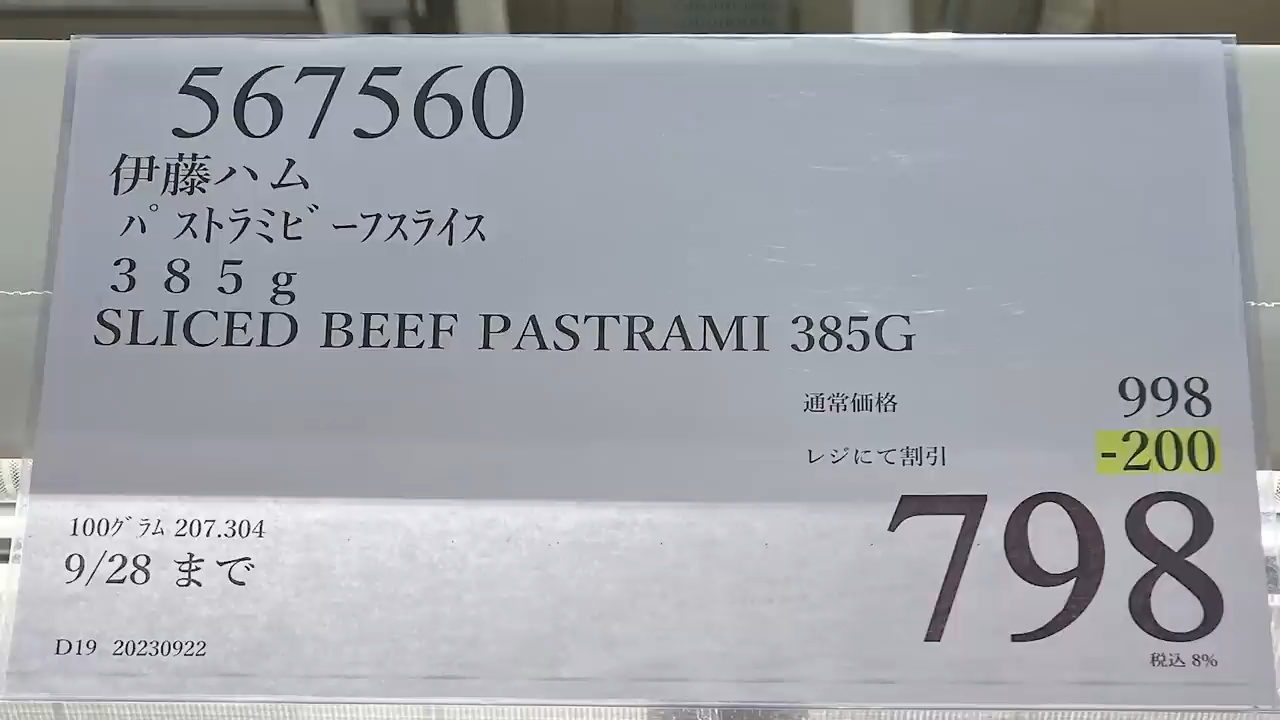 567560
伊藤ハム
ﾊﾟｽﾄﾗﾐﾋﾞｰﾌｽﾗｲｽ
３８５ｇ
SLICED BEEF PASTRAMI 385G
通常価格 998
レジにて割引 -200
798
100ｸﾞﾗﾑ 207.304
9/28 まで
D19 20230922
税込 8%